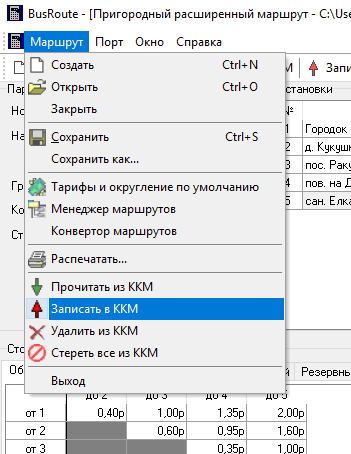 BusRoute - [Пригородный расширенный маршрут - C:\Use
Маршрут Порт Окно Справка
Создать Ctrl+N
Открыть Ctrl+O
Закрыть
Сохранить Ctrl+S
Сохранить как...
Тарифы и округление по умолчанию
Менеджер маршрутов
Конвертор маршрутов
Распечатать...
Прочитать из ККМ
Записать в ККМ
Удалить из ККМ
Стереть все из ККМ
Выход
М Запи
Пар
становки
Но
№
1 Городок
На
2 д. Кукушк
3 пос. Раку
Гр
4 пов. на Д
Ко
5 сан. Елка
Ст
Сто
Об
й Резервны
до 2 до 3 до 4 до 5
от 1 0,40р 1,00р 1,35р 2,00р
от 2 0,60р 0,95р 1,60р
от 3 0,35р 1,00р